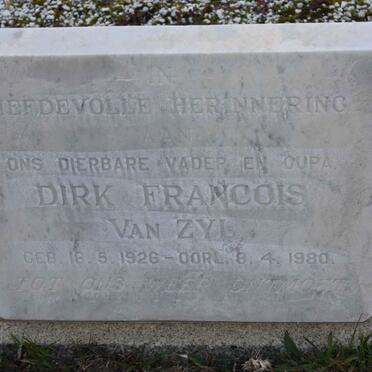 IN
LIEFDEVOLLE HERINNERING
AAN
ONS DIERBARE VADER EN OUPA
DIRK FRANCOIS
VAN ZYL
GEB. 16. 5. 1926 – OORL. 8. 4. 1980.
TOT ONS WEER ONTMOET